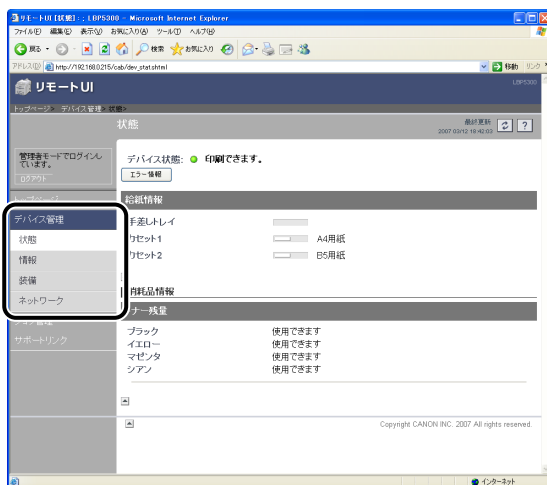 リモートUI [状態] : ; LBP5300 - Microsoft Internet Explorer
ファイル(F) 編集(E) 表示(V) お気に入り(A) ツール(T) ヘルプ(H)
戻る 検索 お気に入り
アドレス(D) http://192.168.0.215/cab/dev_stat.shtml 移動 リンク
リモートUI
LBP5300
トップページ> デバイス管理> 状態>
状態
最終更新
2007 03/12 18:42:03
管理者モードでログインしています。
ログアウト
デバイス状態: 印刷できます。
エラー情報
トップページ
デバイス管理
状態
情報
装備
ネットワーク
ジョブ管理
サポートリンク
給紙情報
手差しトレイ
カセット1 A4用紙
カセット2 B5用紙
消耗品情報
トナー残量
ブラック 使用できます
イエロー 使用できます
マゼンタ 使用できます
シアン 使用できます
Copyright CANON INC. 2007 All rights reserved.
インターネット